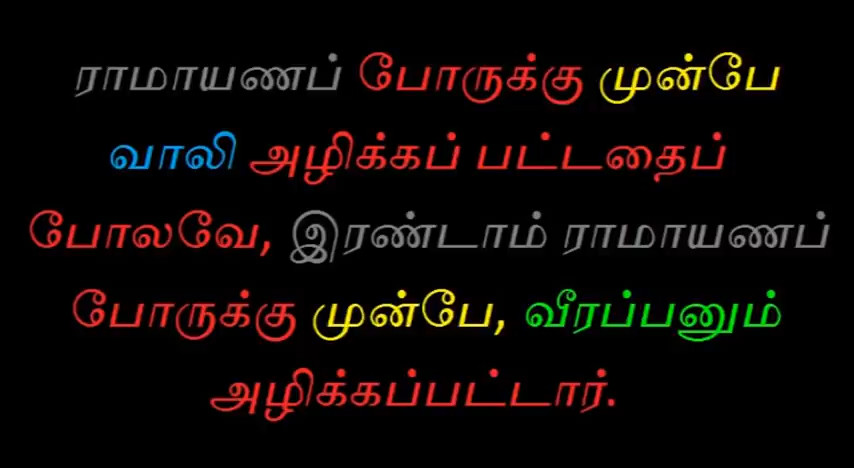 ராமாயணப் போருக்கு முன்பே
வாலி அழிக்கப் பட்டதைப்
போலவே, இரண்டாம் ராமாயணப்
போருக்கு முன்பே, வீரப்பனும்
அழிக்கப்பட்டார்.